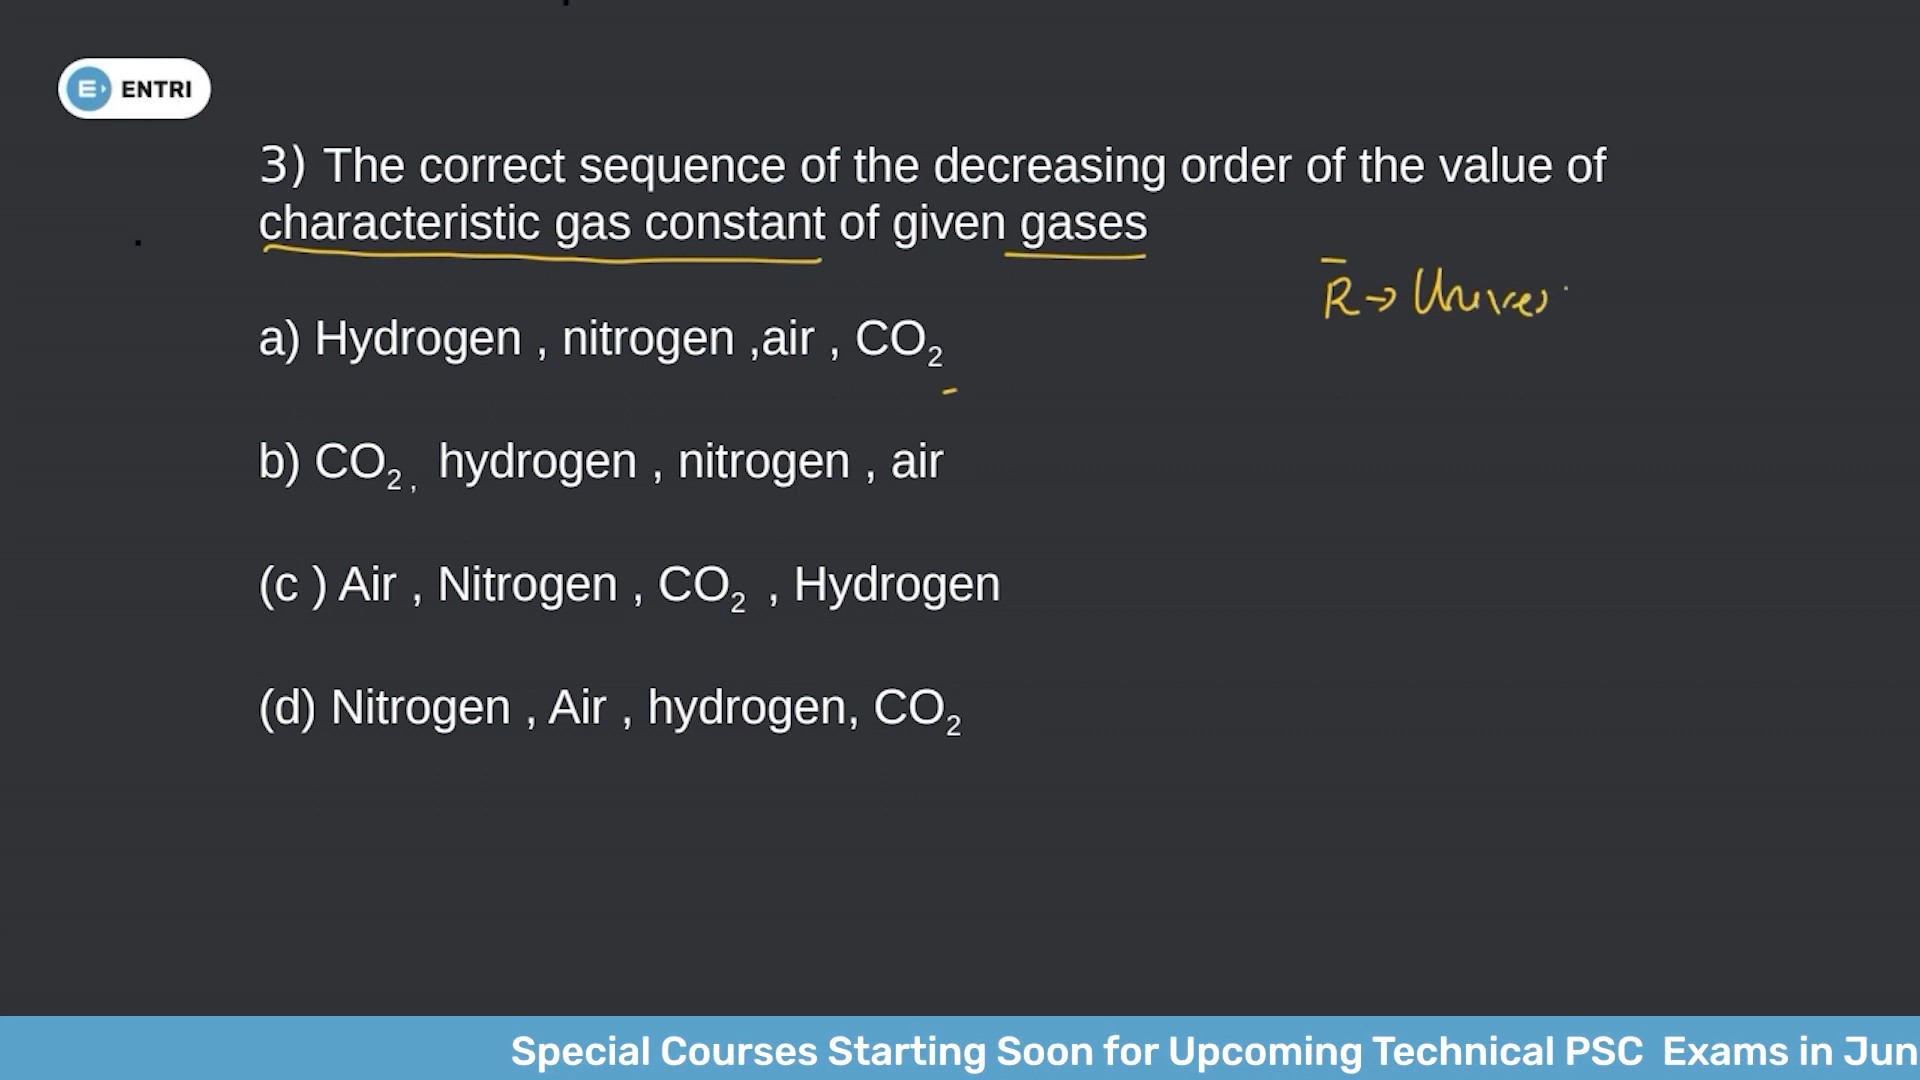 ENTRI
3) The correct sequence of the decreasing order of the value of
characteristic gas constant of given gases
R̅ → Univer
a) Hydrogen , nitrogen ,air , CO₂
b) CO₂ , hydrogen , nitrogen , air
(c ) Air , Nitrogen , CO₂ , Hydrogen
(d) Nitrogen , Air , hydrogen, CO₂
Special Courses Starting Soon for Upcoming Technical PSC Exams in Jun